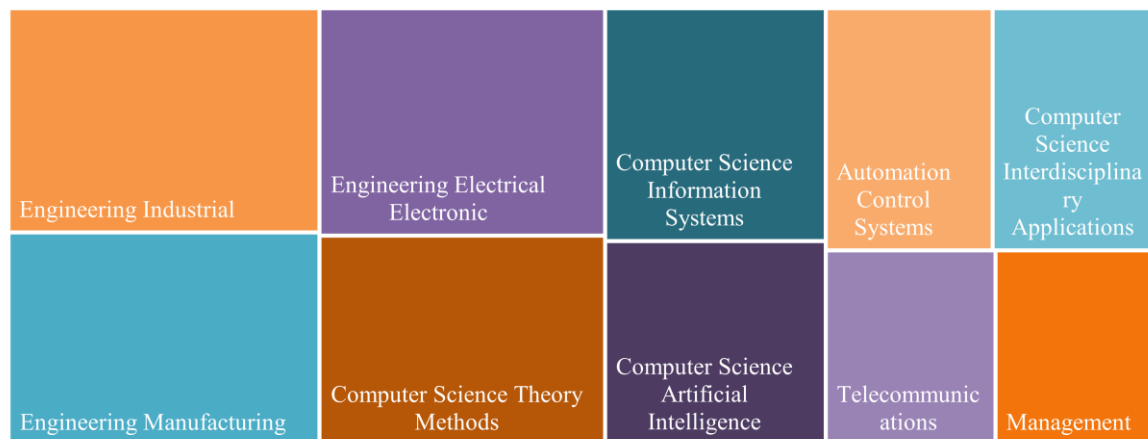 Engineering Industrial
Engineering Electrical
Electronic
Computer Science
Information
Systems
Automation
Control
Systems
Computer
Science
Interdisciplina
ry
Applications
Engineering Manufacturing
Computer Science Theory
Methods
Computer Science
Artificial
Intelligence
Telecommunic
ations
Management